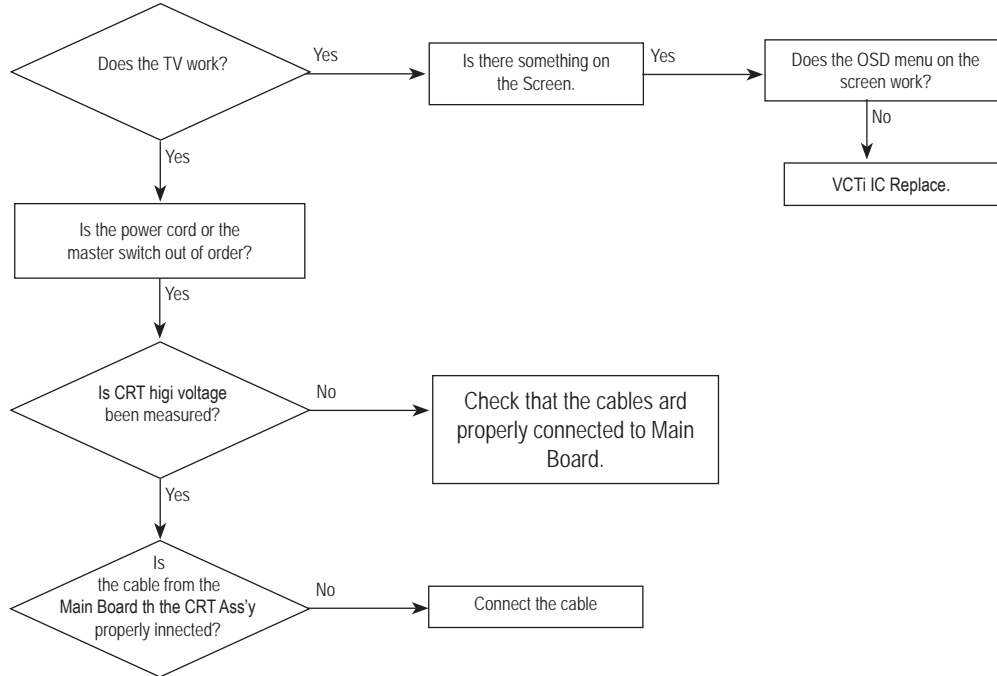 Does the TV work?
Yes
Is there something on
the Screen.
Yes
Does the OSD menu on the
screen work?
No
VCTi IC Replace.
Yes
Is the power cord or the
master switch out of order?
Yes
Is CRT higi voltage
been measured?
No
Check that the cables ard
properly connected to Main
Board.
Yes
Is
the cable from the
Main Board th the CRT Ass'y
properly innected?
No
Connect the cable